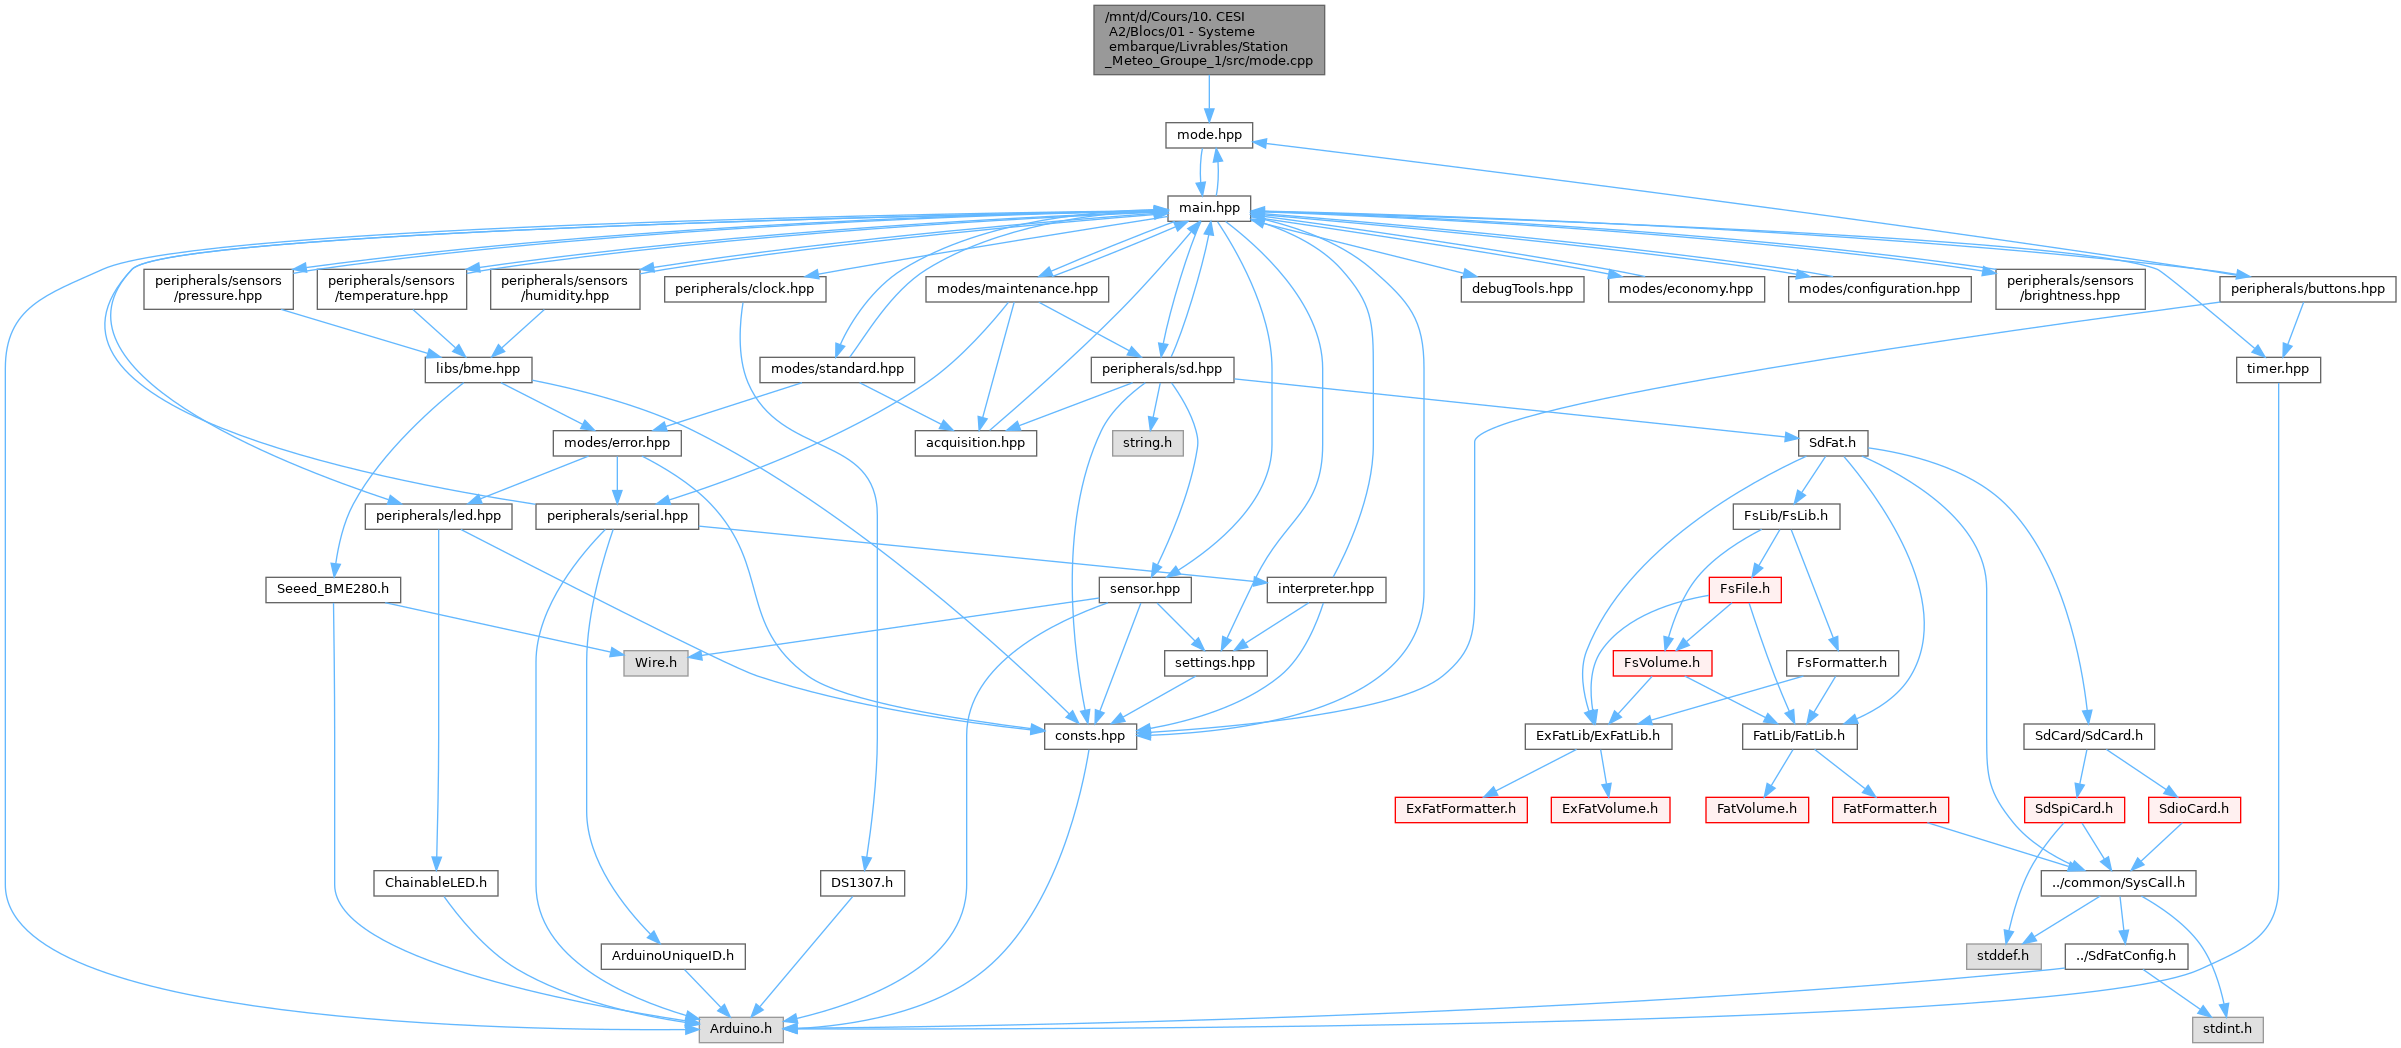 /mnt/d/Cours/10. CESI
A2/Blocs/01 - Systeme
embarque/Livrables/Station
_Meteo_Groupe_1/src/mode.cpp
mode.hpp
main.hpp
peripherals/sensors
/pressure.hpp
peripherals/sensors
/temperature.hpp
peripherals/sensors
/humidity.hpp
peripherals/clock.hpp
modes/maintenance.hpp
debugTools.hpp
modes/economy.hpp
modes/configuration.hpp
peripherals/sensors
/brightness.hpp
peripherals/buttons.hpp
libs/bme.hpp
modes/standard.hpp
peripherals/sd.hpp
timer.hpp
modes/error.hpp
acquisition.hpp
string.h
SdFat.h
peripherals/led.hpp
peripherals/serial.hpp
FsLib/FsLib.h
Seeed_BME280.h
sensor.hpp
interpreter.hpp
FsFile.h
Wire.h
settings.hpp
FsVolume.h
FsFormatter.h
consts.hpp
ExFatLib/ExFatLib.h
FatLib/FatLib.h
SdCard/SdCard.h
ExFatFormatter.h
ExFatVolume.h
FatVolume.h
FatFormatter.h
SdSpiCard.h
SdioCard.h
ChainableLED.h
DS1307.h
../common/SysCall.h
ArduinoUniqueID.h
stddef.h
../SdFatConfig.h
Arduino.h
stdint.h